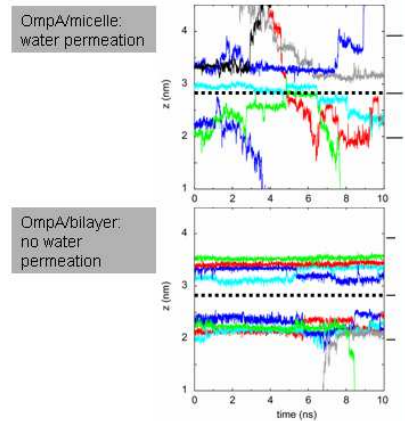 OmpA/micelle:
water permeation
z (nm)
4
3
2
1
0 2 4 6 8 10
OmpA/bilayer:
no water
permeation
z (nm)
4
3
2
1
0 2 4 6 8 10
time (ns)